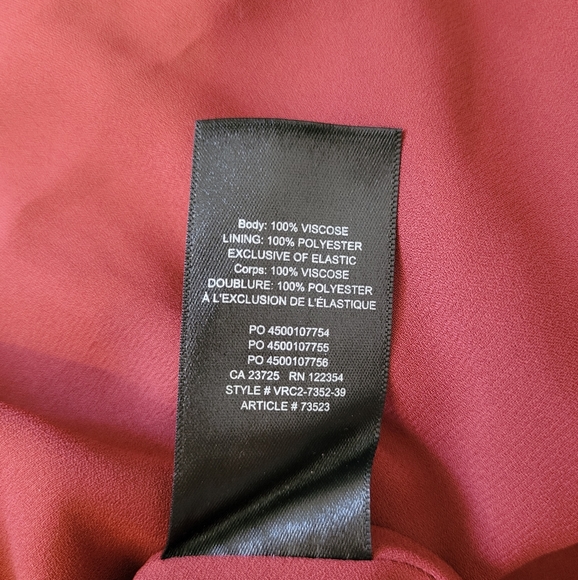 Body: 100% VISCOSE
LINING: 100% POLYESTER
EXCLUSIVE OF ELASTIC
Corps: 100% VISCOSE
DOUBLURE: 100% POLYESTER
À L'EXCLUSION DE L'ÉLASTIQUE
PO 4500107754
PO 4500107755
PO 4500107756
CA 23725 RN 122354
STYLE # VRC2-7352-39
ARTICLE # 73523